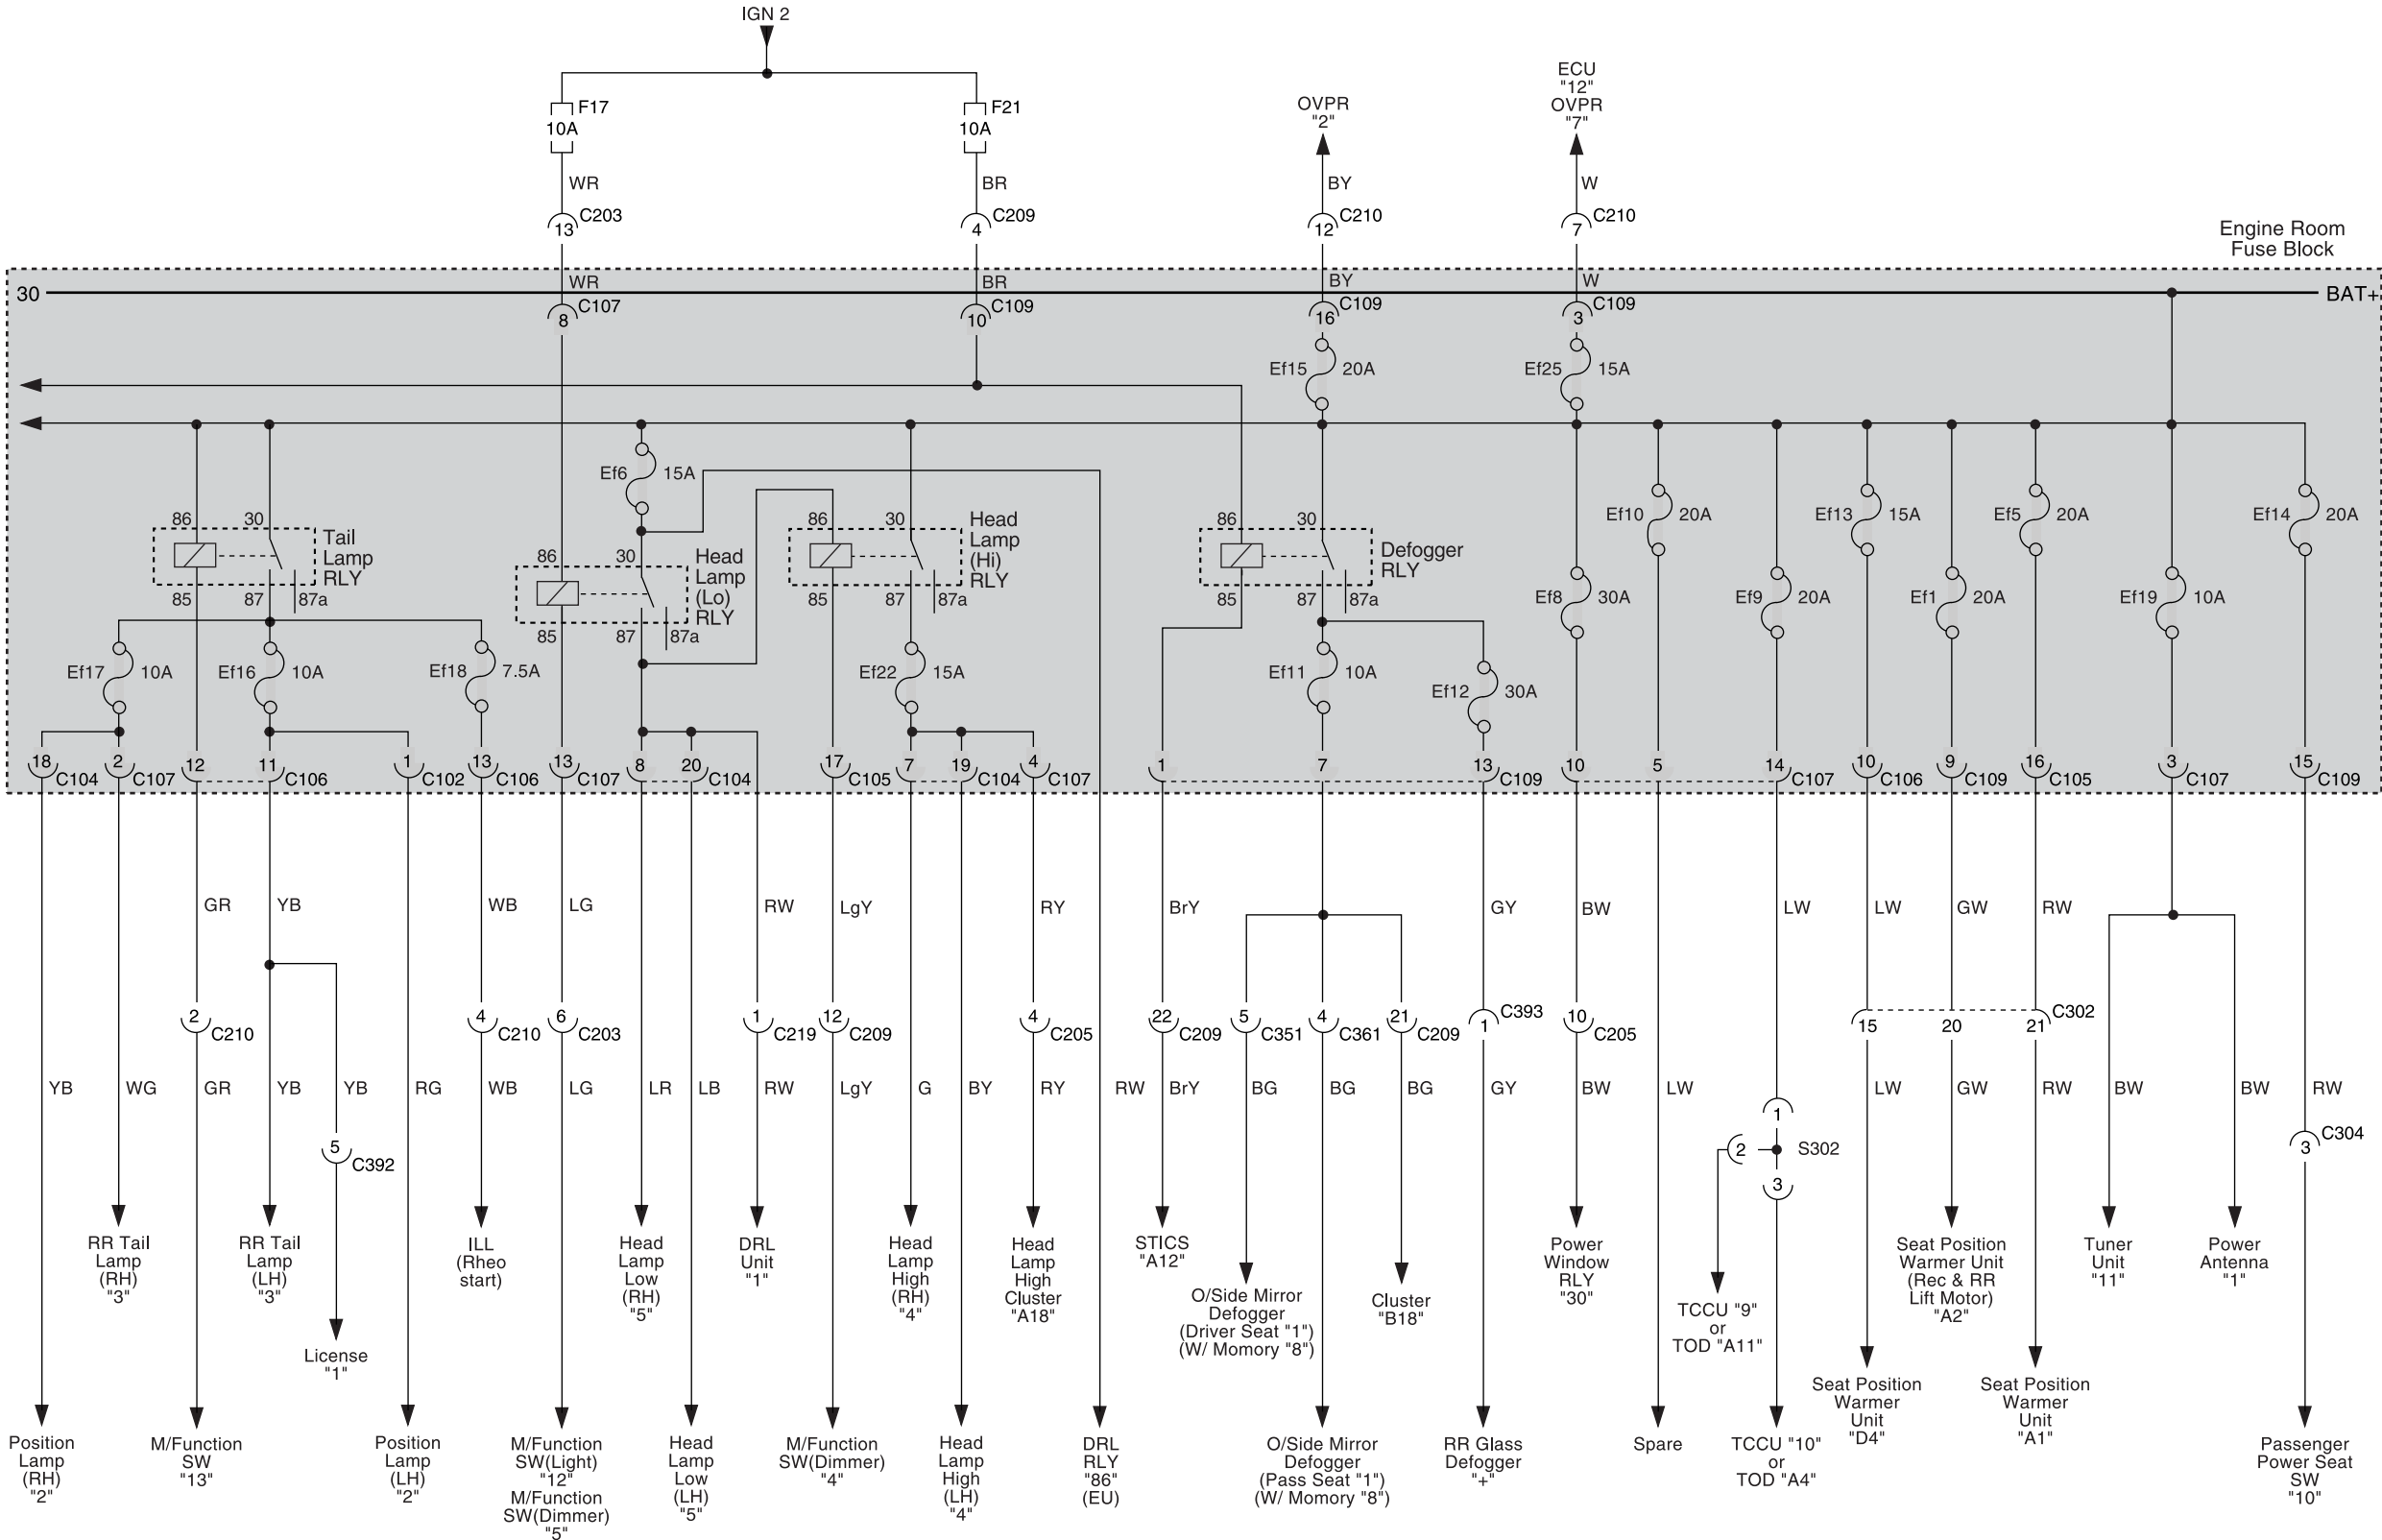 IGN 2
F17
10A
F21
10A
OVPR
"2"
ECU
"12"
OVPR
"7"
WR
BR
BY
W
C203
13
C209
4
C210
12
C210
7
Engine Room
Fuse Block
WR
BR
BY
W
30
BAT+
C107
8
C109
10
C109
16
C109
3
Ef15
20A
Ef25
15A
Ef6
15A
86
30
Tail
Lamp
RLY
85
87
87a
86
30
Head
Lamp
(Lo)
RLY
85
87
87a
86
30
Head
Lamp
(Hi)
RLY
85
87
87a
86
30
Defogger
RLY
85
87
87a
Ef10
20A
Ef13
15A
Ef5
20A
Ef14
20A
Ef8
30A
Ef9
20A
Ef1
20A
Ef19
10A
Ef17
10A
Ef16
10A
Ef18
7.5A
Ef22
15A
Ef11
10A
Ef12
30A
18
C104
2
C107
12
11
C106
1
C102
13
C106
13
C107
8
20
C104
17
C105
7
19
C104
4
C107
1
7
13
C109
10
5
14
C107
10
C106
9
C109
16
C105
3
C107
15
C109
GR
YB
WB
LG
RW
LgY
RY
BrY
GY
BW
LW
LW
GW
RW
2
C210
4
C210
6
C203
1
C219
12
C209
4
C205
22
C209
5
C351
4
C361
21
C209
C393
1
10
C205
15
20
21
C302
YB
WG
GR
YB
YB
RG
WB
LG
LR
LB
RW
LgY
G
BY
RY
RW
BrY
BG
BG
BG
GY
BW
LW
LW
GW
RW
BW
BW
RW
5
C392
1
2
S302
3
C304
3
RR Tail
Lamp
(RH)
"3"
RR Tail
Lamp
(LH)
"3"
ILL
(Rheo
start)
Head
Lamp
Low
(RH)
"5"
DRL
Unit
"1"
Head
Lamp
High
(RH)
"4"
Head
Lamp
High
Cluster
"A18"
STICS
"A12"
O/Side Mirror
Defogger
(Driver Seat "1")
(W/ Momory "8")
Cluster
"B18"
Power
Window
RLY
"30"
TCCU "9"
or
TOD "A11"
Seat Position
Warmer Unit
(Rec & RR
Lift Motor)
"A2"
Tuner
Unit
"11"
Power
Antenna
"1"
License
"1"
Position
Lamp
(RH)
"2"
M/Function
SW
"13"
Position
Lamp
(LH)
"2"
M/Function
SW(Light)
"12"
M/Function
SW(Dimmer)
"5"
Head
Lamp
Low
(LH)
"5"
M/Function
SW(Dimmer)
"4"
Head
Lamp
High
(LH)
"4"
DRL
RLY
"86"
(EU)
O/Side Mirror
Defogger
(Pass Seat "1")
(W/ Momory "8")
RR Glass
Defogger
"+"
Spare
TCCU "10"
or
TOD "A4"
Seat Position
Warmer
Unit
"D4"
Seat Position
Warmer
Unit
"A1"
Passenger
Power Seat
SW
"10"